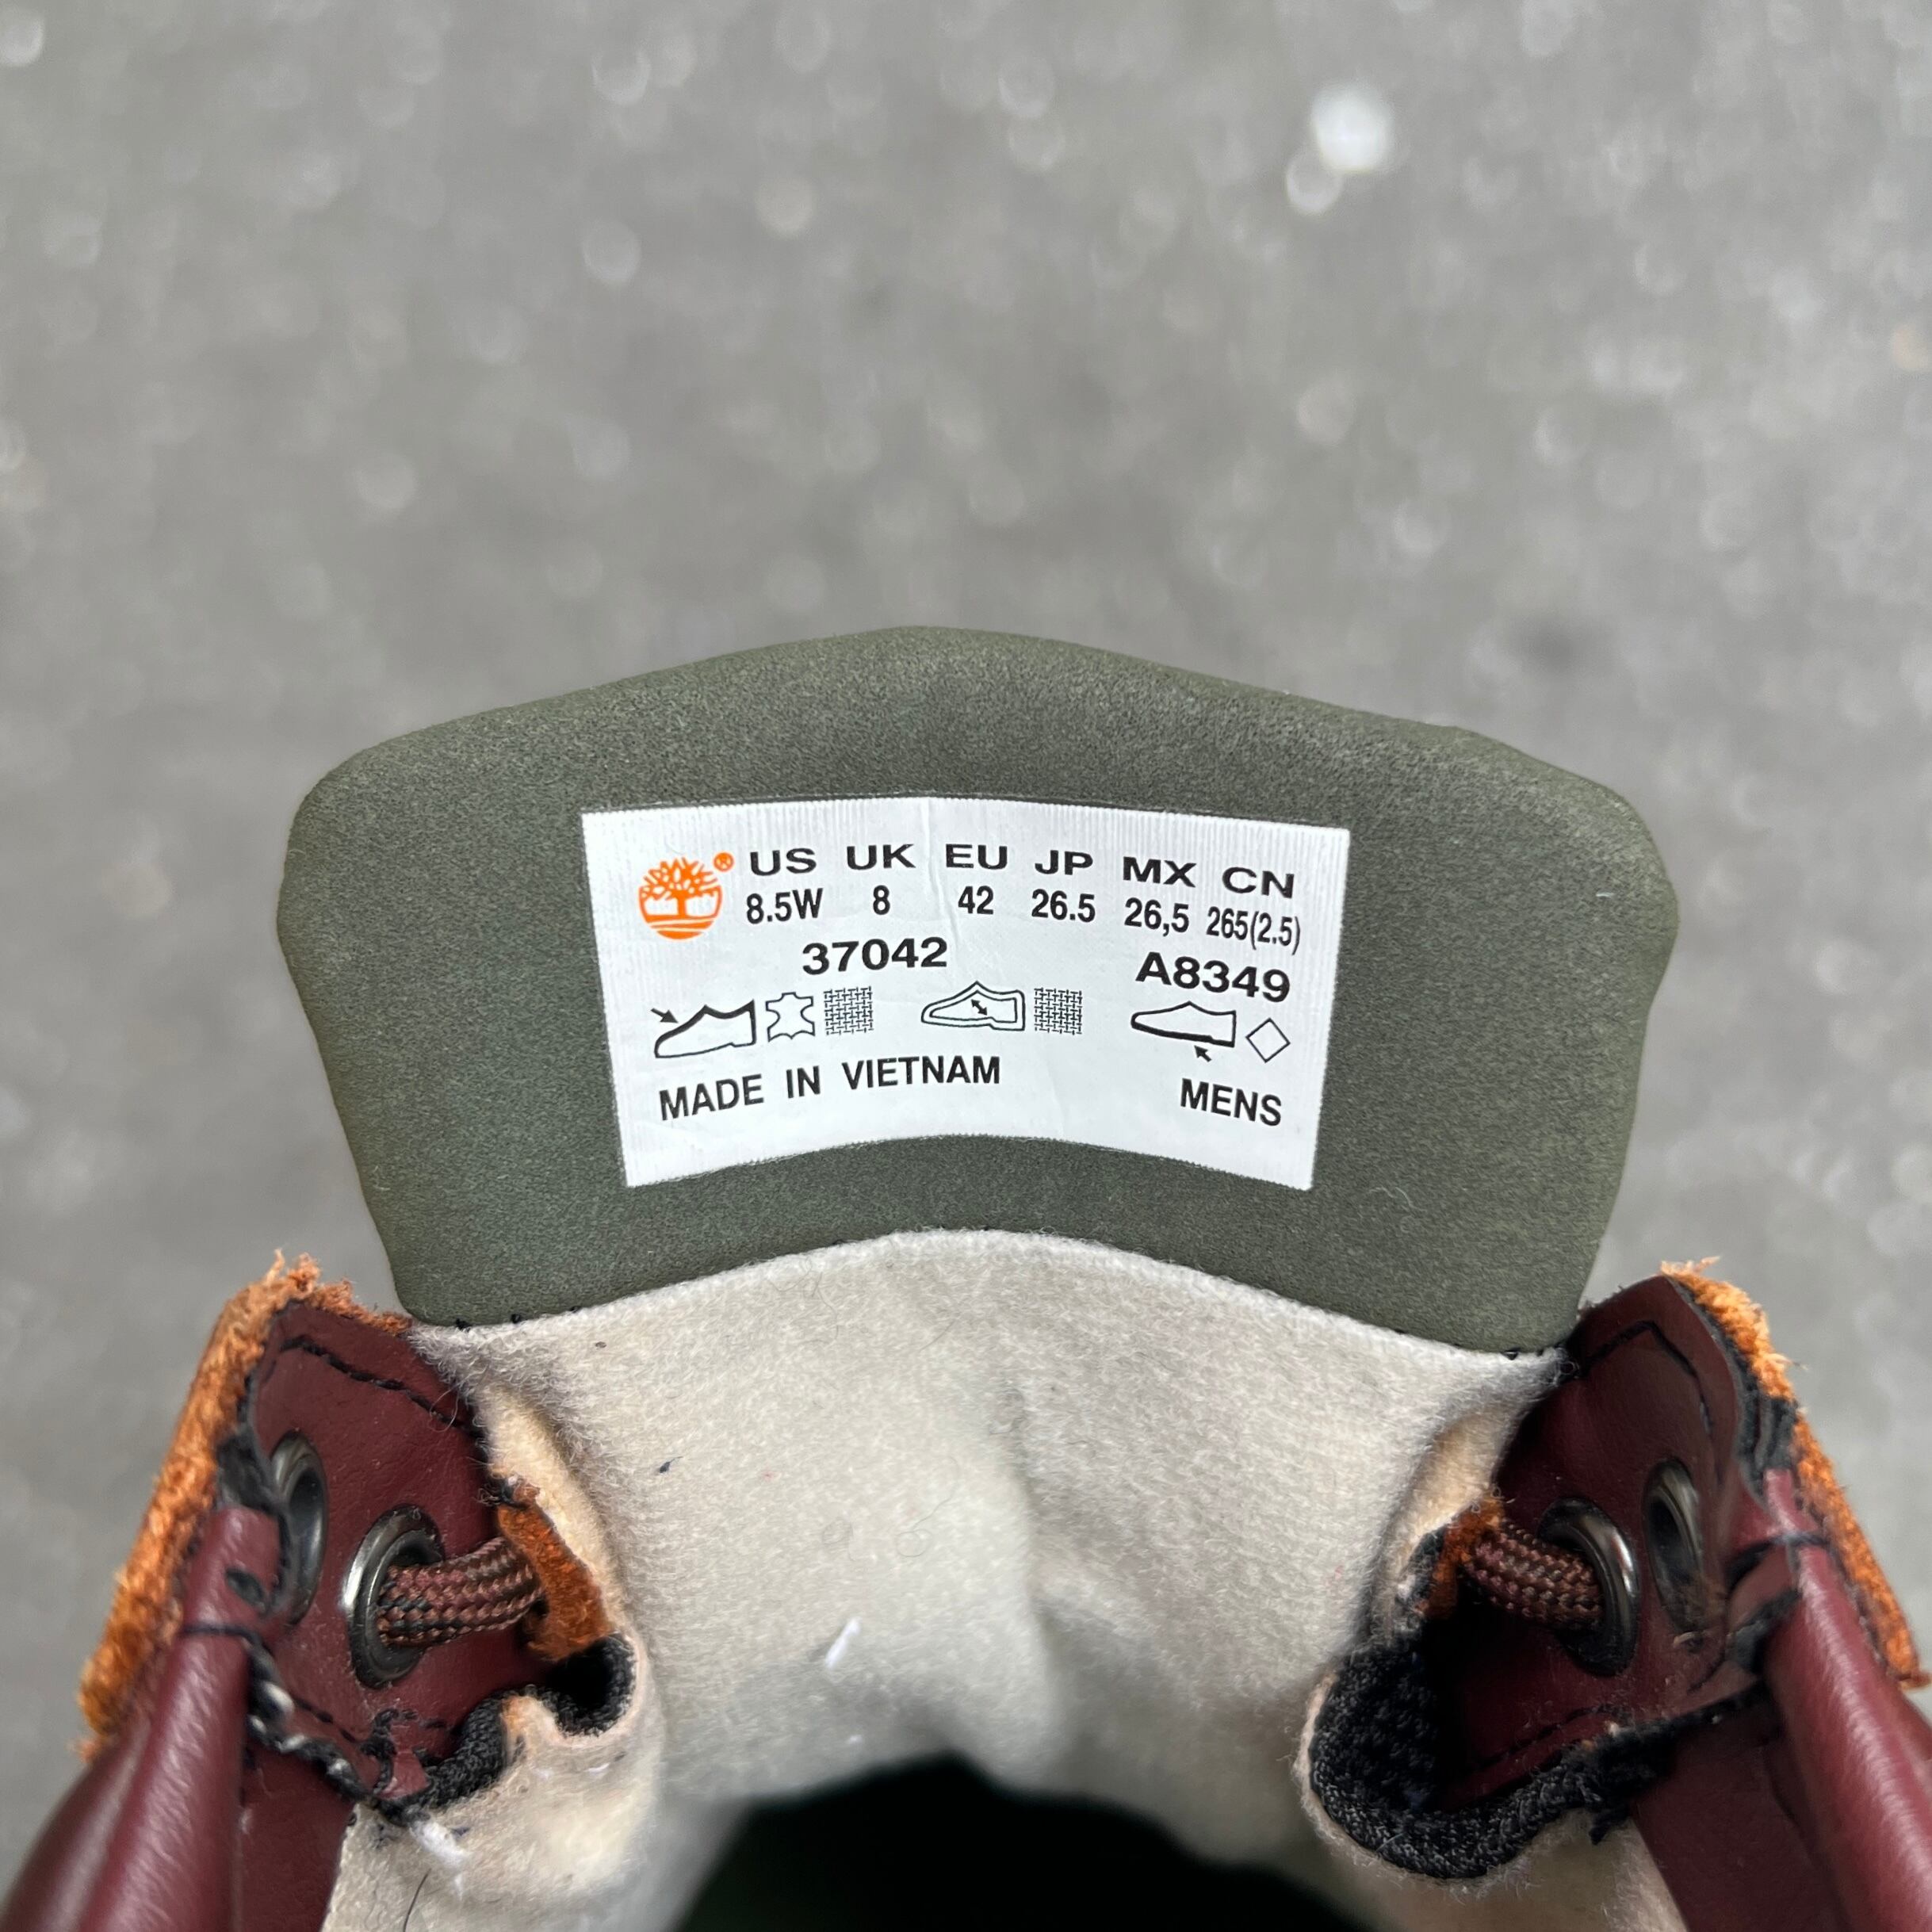 ® US UK EU JP MX CN
8.5W 8 42 26.5 26,5 265(2.5)
37042 A8349
MADE IN VIETNAM MENS